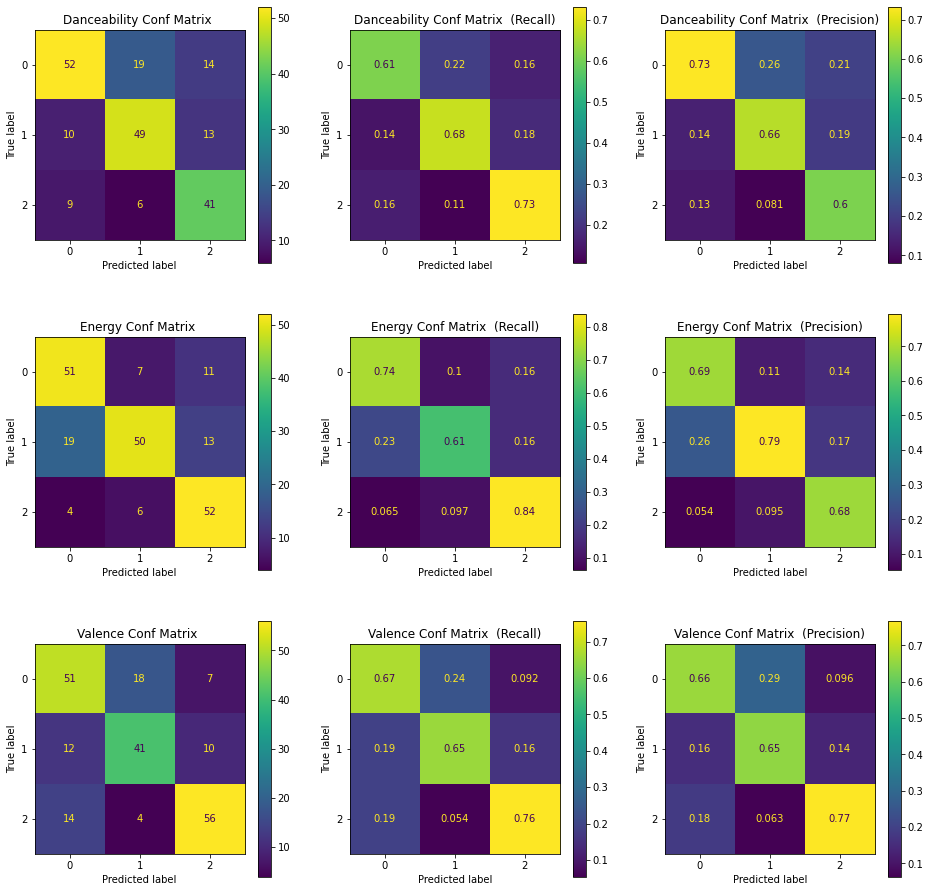 Danceability Conf Matrix
50
40
30
20
10
0
1
2
True label
52 19 14
10 49 13
9 6 41
0 1 2
Predicted label
Danceability Conf Matrix (Recall)
0.7
0.6
0.5
0.4
0.3
0.2
0
1
2
True label
0.61 0.22 0.16
0.14 0.68 0.18
0.16 0.11 0.73
0 1 2
Predicted label
Danceability Conf Matrix (Precision)
0.7
0.6
0.5
0.4
0.3
0.2
0.1
0
1
2
True label
0.73 0.26 0.21
0.14 0.66 0.19
0.13 0.081 0.6
0 1 2
Predicted label
Energy Conf Matrix
50
40
30
20
10
0
1
2
True label
51 7 11
19 50 13
4 6 52
0 1 2
Predicted label
Energy Conf Matrix (Recall)
0.8
0.7
0.6
0.5
0.4
0.3
0.2
0.1
0
1
2
True label
0.74 0.1 0.16
0.23 0.61 0.16
0.065 0.097 0.84
0 1 2
Predicted label
Energy Conf Matrix (Precision)
0.7
0.6
0.5
0.4
0.3
0.2
0.1
0
1
2
True label
0.69 0.11 0.14
0.26 0.79 0.17
0.054 0.095 0.68
0 1 2
Predicted label
Valence Conf Matrix
50
40
30
20
10
0
1
2
True label
51 18 7
12 41 10
14 4 56
0 1 2
Predicted label
Valence Conf Matrix (Recall)
0.7
0.6
0.5
0.4
0.3
0.2
0.1
0
1
2
True label
0.67 0.24 0.092
0.19 0.65 0.16
0.19 0.054 0.76
0 1 2
Predicted label
Valence Conf Matrix (Precision)
0.7
0.6
0.5
0.4
0.3
0.2
0.1
0
1
2
True label
0.66 0.29 0.096
0.16 0.65 0.14
0.18 0.063 0.77
0 1 2
Predicted label